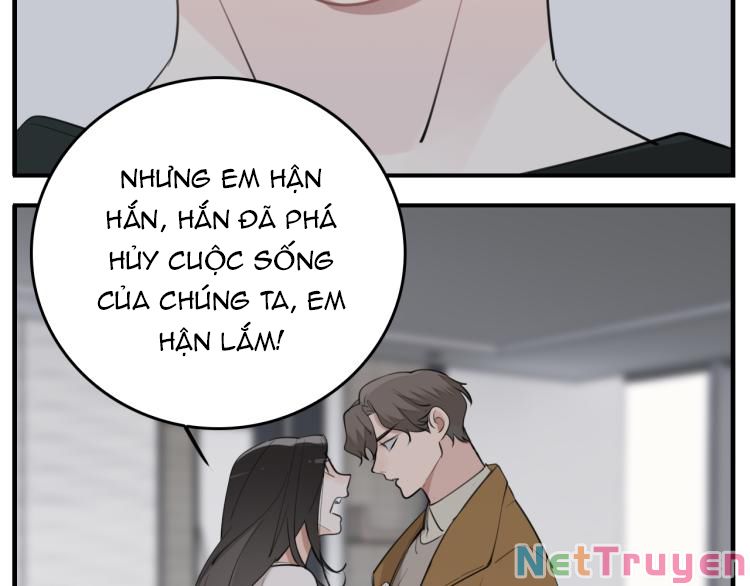 NHƯNG EM HẬN
HẮN, HẮN ĐÃ PHÁ
HỦY CUỘC SỐNG
CỦA CHÚNG TA, EM
HẬN LẮM!
NetTruyen